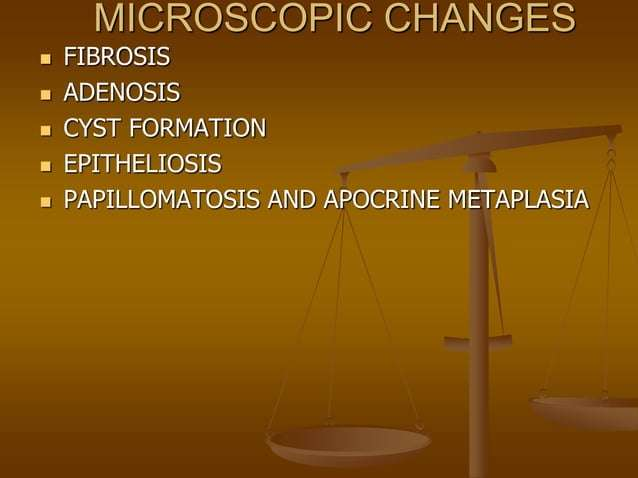 MICROSCOPIC CHANGES
FIBROSIS
ADENOSIS
CYST FORMATION
EPITHELIOSIS
PAPILLOMATOSIS AND APOCRINE METAPLASIA